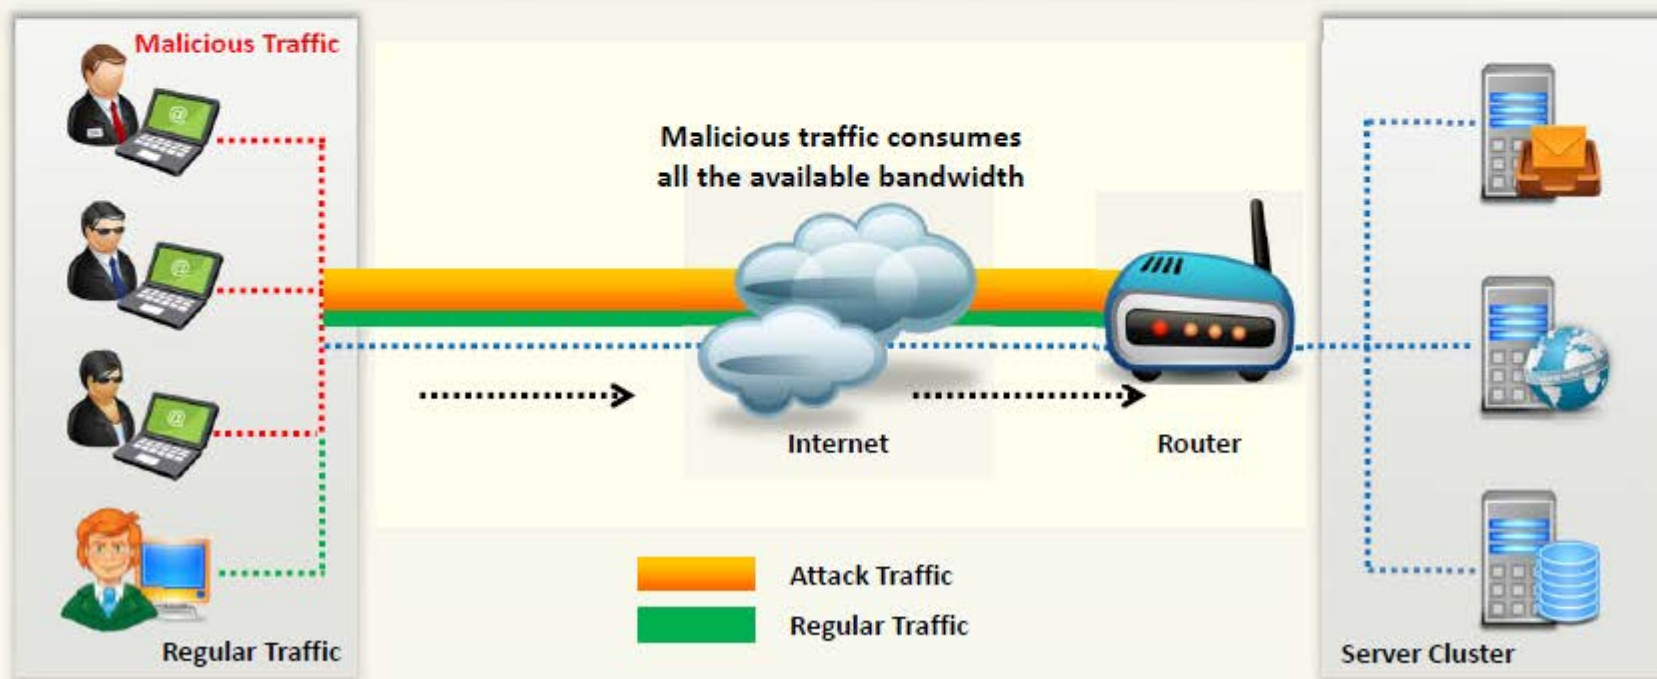 Malicious Traffic
Malicious traffic consumes
all the available bandwidth
@
@
@
Internet
Router
Attack Traffic
Regular Traffic
Regular Traffic
Server Cluster